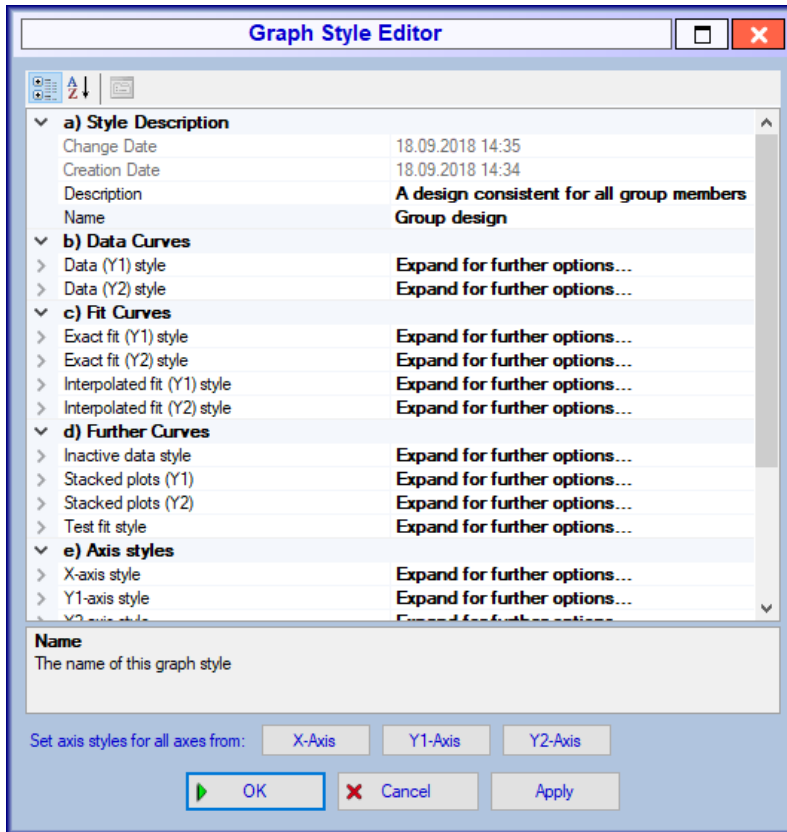 Graph Style Editor
a) Style Description
Change Date 18.09.2018 14:35
Creation Date 18.09.2018 14:34
Description A design consistent for all group members
Name Group design
b) Data Curves
Data (Y1) style Expand for further options...
Data (Y2) style Expand for further options...
c) Fit Curves
Exact fit (Y1) style Expand for further options...
Exact fit (Y2) style Expand for further options...
Interpolated fit (Y1) style Expand for further options...
Interpolated fit (Y2) style Expand for further options...
d) Further Curves
Inactive data style Expand for further options...
Stacked plots (Y1) Expand for further options...
Stacked plots (Y2) Expand for further options...
Test fit style Expand for further options...
e) Axis styles
X-axis style Expand for further options...
Y1-axis style Expand for further options...
Y2-axis style Expand for further options...
Name
The name of this graph style
Set axis styles for all axes from: X-Axis Y1-Axis Y2-Axis
OK Cancel Apply